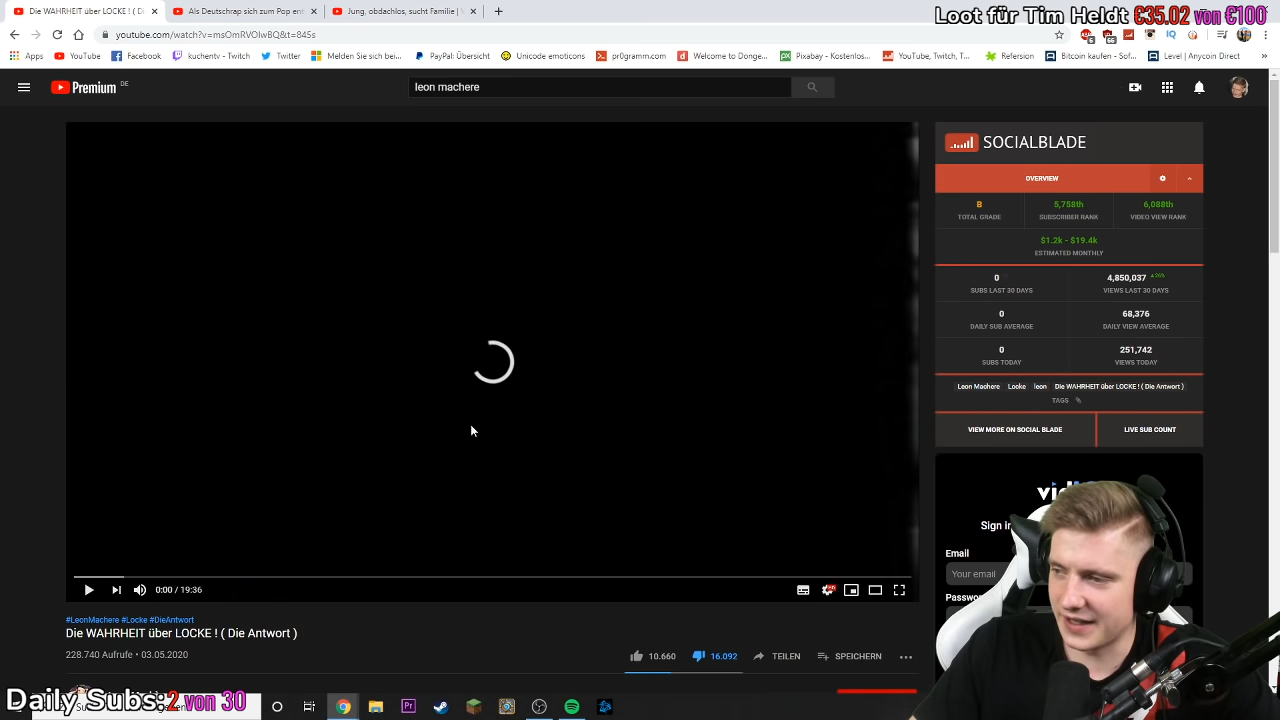 Die WAHRHEIT über LOCKE ! ( Di
Als Deutschrap sich zum Pop ent
Jung, obdachlos, sucht Familie | W
Loot für Tim Heldt €35.02 von €100
youtube.com/watch?v=msOmRVOlwBQ&t=845s
Apps
YouTube
Facebook
kuchentv - Twitch
Twitter
Melden Sie sich bei...
PayPal: Übersicht
Unicode emoticons
pr0gramm.com
Welcome to Donge...
Pixabay - Kostenlos...
YouTube, Twitch, T...
Refersion
Bitcoin kaufen - Sof...
Level | Anycoin Direct
Premium DE
leon machere
SOCIALBLADE
OVERVIEW
B
5,758th
6,088th
TOTAL GRADE
SUBSCRIBER RANK
VIDEO VIEW RANK
$1.2k - $19.4k
ESTIMATED MONTHLY
0
4,850,037 ▲26%
SUBS LAST 30 DAYS
VIEWS LAST 30 DAYS
0
68,376
DAILY SUB AVERAGE
DAILY VIEW AVERAGE
0
251,742
SUBS TODAY
VIEWS TODAY
Leon Machere Locke leon Die WAHRHEIT über LOCKE ! ( Die Antwort )
TAGS
VIEW MORE ON SOCIAL BLADE
LIVE SUB COUNT
Sign in
Email
Your email
Password
0:00 / 19:36
#LeonMachere #Locke #DieAntwort
Die WAHRHEIT über LOCKE ! ( Die Antwort )
228.740 Aufrufe • 03.05.2020
10.660
16.092
TEILEN
SPEICHERN
Daily Subs: 2 von 30